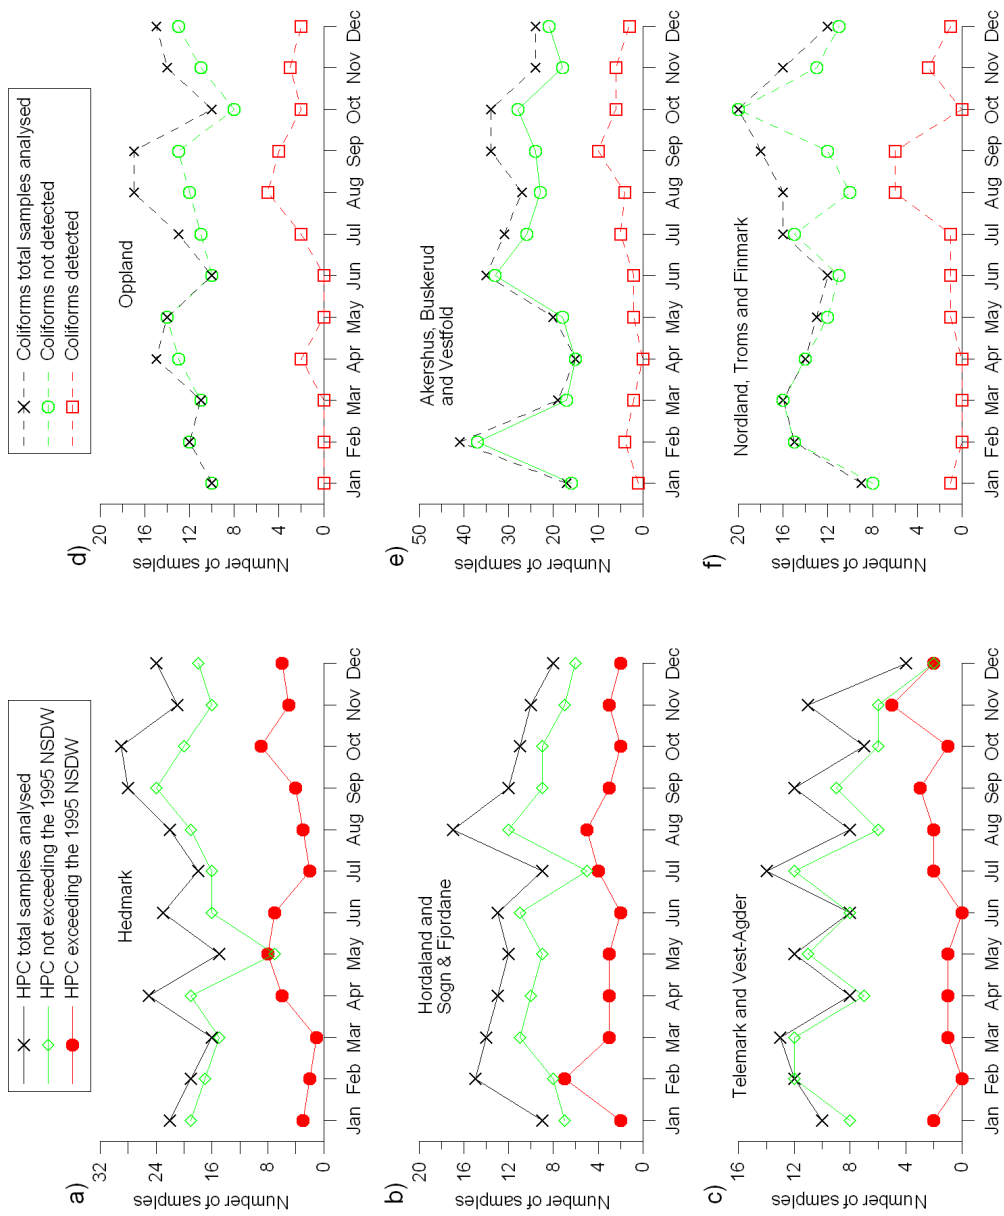 HPC total samples analysed
HPC not exceeding the 1995 NSDW
HPC exceeding the 1995 NSDW
a)
Hedmark
Number of samples
32
24
16
8
0
Jan Feb Mar Apr May Jun Jul Aug Sep Oct Nov Dec
b)
Hordaland and
Sogn & Fjordane
Number of samples
20
16
12
8
4
0
Jan Feb Mar Apr May Jun Jul Aug Sep Oct Nov Dec
c)
Telemark and Vest-Agder
Number of samples
16
12
8
4
0
Jan Feb Mar Apr May Jun Jul Aug Sep Oct Nov Dec
Coliforms total samples analysed
Coliforms not detected
Coliforms detected
d)
Oppland
Number of samples
20
16
12
8
4
0
Jan Feb Mar Apr May Jun Jul Aug Sep Oct Nov Dec
e)
Akershus, Buskerud
and Vestfold
Number of samples
50
40
30
20
10
0
Jan Feb Mar Apr May Jun Jul Aug Sep Oct Nov Dec
f)
Nordland, Troms and Finmark
Number of samples
20
16
12
8
4
0
Jan Feb Mar Apr May Jun Jul Aug Sep Oct Nov Dec